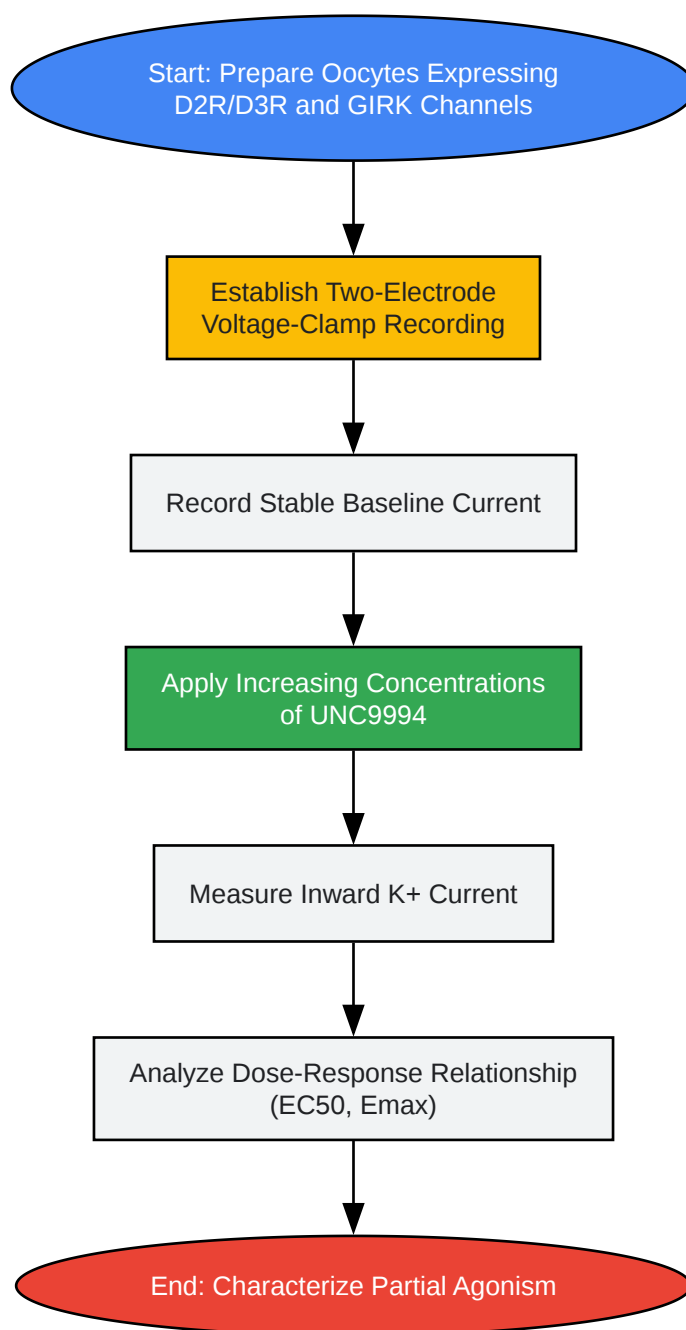 Start: Prepare Oocytes Expressing
D2R/D3R and GIRK Channels
Establish Two-Electrode
Voltage-Clamp Recording
Record Stable Baseline Current
Apply Increasing Concentrations
of UNC9994
Measure Inward K+ Current
Analyze Dose-Response Relationship
(EC50, Emax)
End: Characterize Partial Agonism